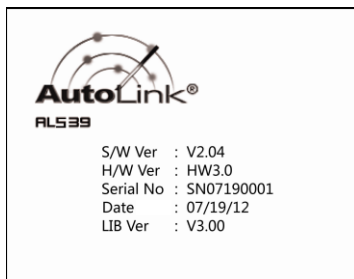 AutoLink®
AL539
S/W Ver : V2.04
H/W Ver : HW3.0
Serial No : SN07190001
Date : 07/19/12
LIB Ver : V3.00